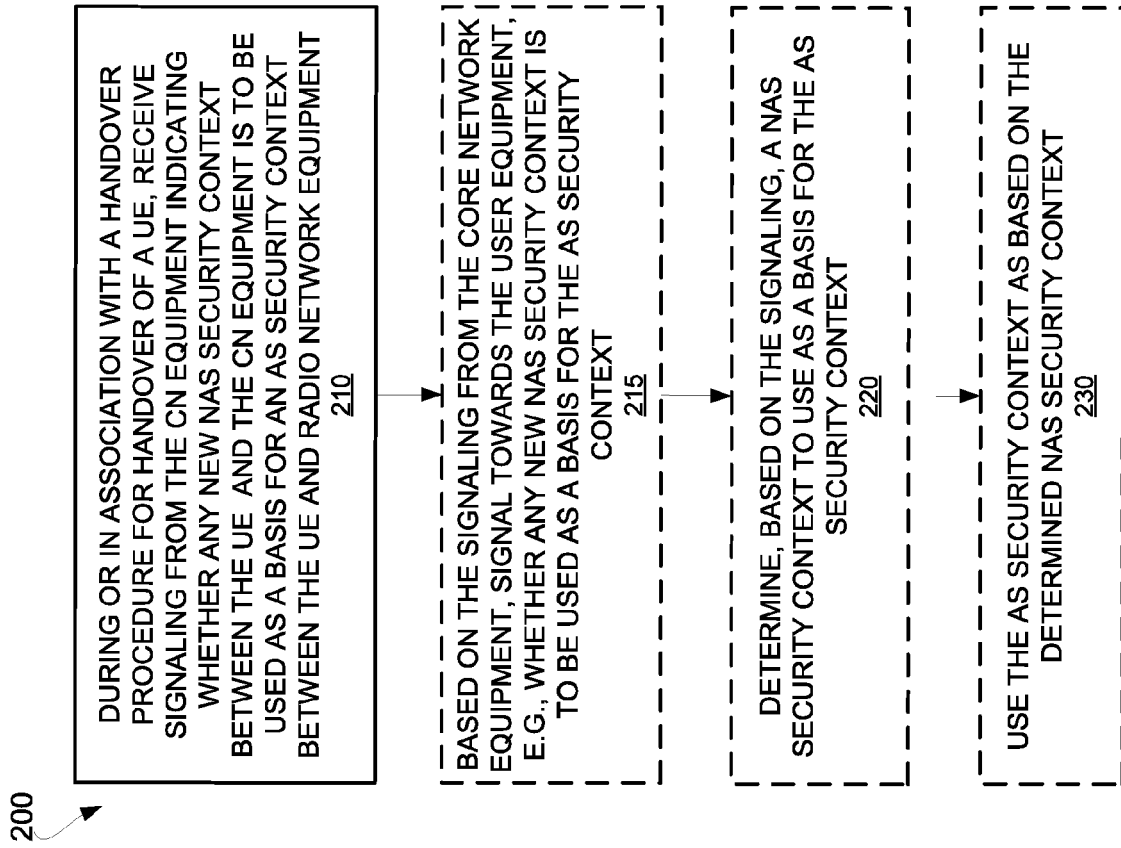 200
DURING OR IN ASSOCIATION WITH A HANDOVER
PROCEDURE FOR HANDOVER OF A UE, RECEIVE
SIGNALING FROM THE CN EQUIPMENT INDICATING
WHETHER ANY NEW NAS SECURITY CONTEXT
BETWEEN THE UE AND THE CN EQUIPMENT IS TO BE
USED AS A BASIS FOR AN AS SECURITY CONTEXT
BETWEEN THE UE AND RADIO NETWORK EQUIPMENT
210
BASED ON THE SIGNALING FROM THE CORE NETWORK
EQUIPMENT, SIGNAL TOWARDS THE USER EQUIPMENT,
E.G., WHETHER ANY NEW NAS SECURITY CONTEXT IS
TO BE USED AS A BASIS FOR THE AS SECURITY
CONTEXT
215
DETERMINE, BASED ON THE SIGNALING, A NAS
SECURITY CONTEXT TO USE AS A BASIS FOR THE AS
SECURITY CONTEXT
220
USE THE AS SECURITY CONTEXT AS BASED ON THE
DETERMINED NAS SECURITY CONTEXT
230